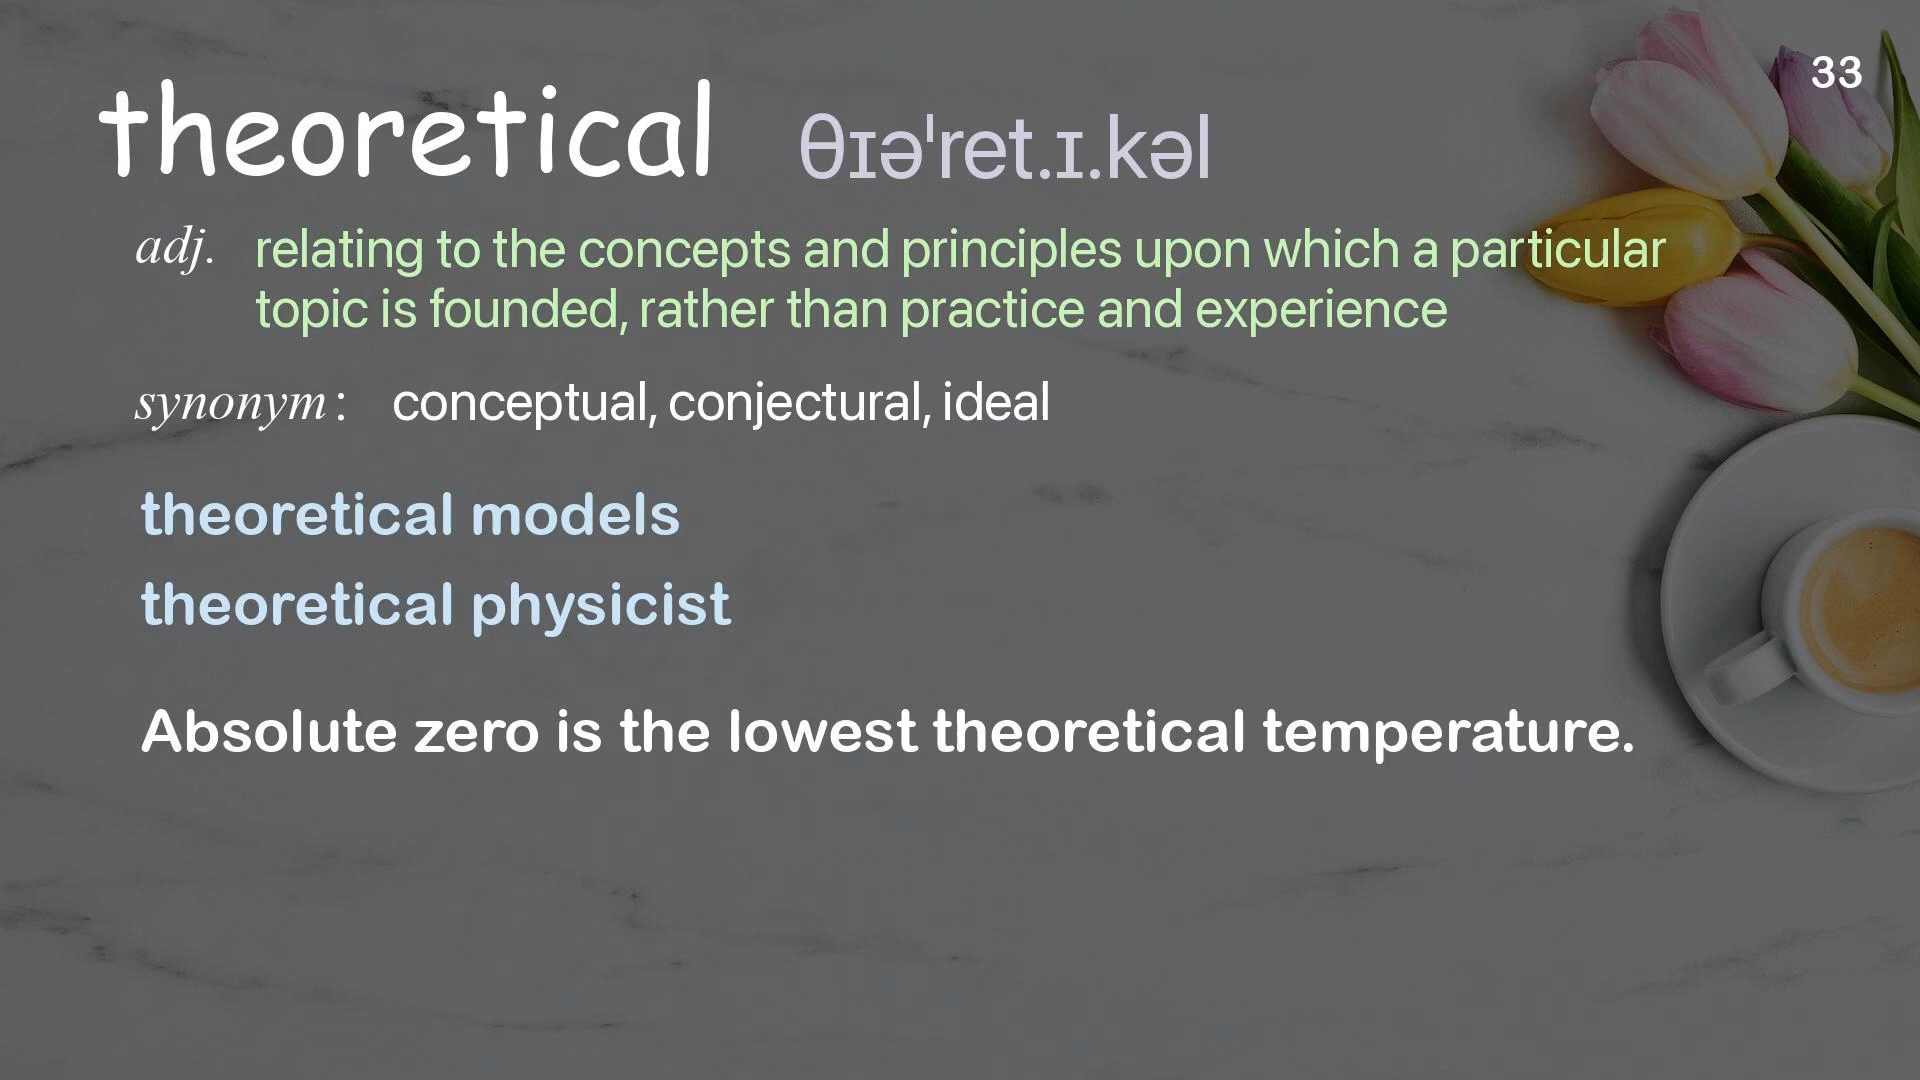 33
theoretical θɪəˈret.ɪ.kəl
adj. relating to the concepts and principles upon which a particular
topic is founded, rather than practice and experience
synonym : conceptual, conjectural, ideal
theoretical models
theoretical physicist
Absolute zero is the lowest theoretical temperature.